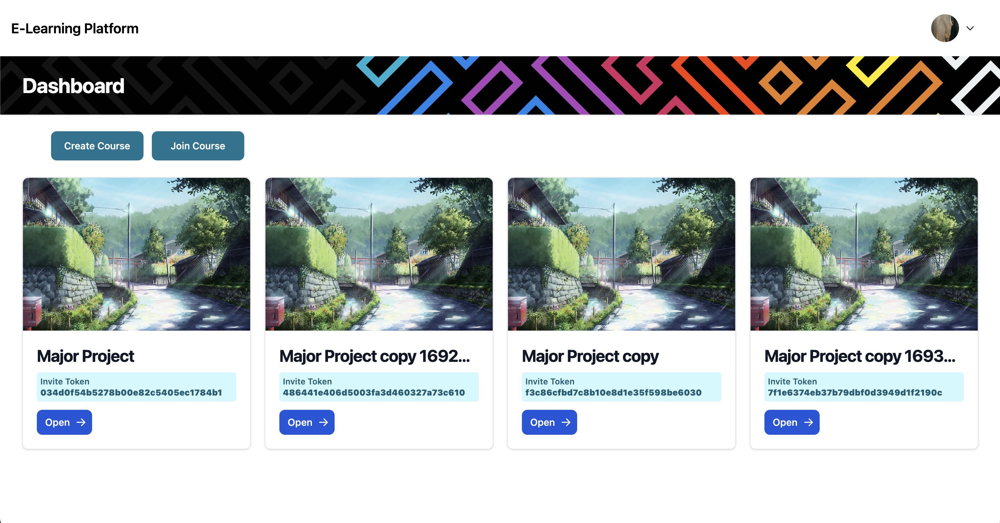 E-Learning Platform
Dashboard
Create Course
Join Course
Major Project
Invite Token
034d0f54b5278b00e82c5405ec1784b1
Open
Major Project copy 1692...
Invite Token
486441e406d5003fa3d460327a73c610
Open
Major Project copy
Invite Token
f3c86cfbd7c8b10e8d1e35f598be6030
Open
Major Project copy 1693...
Invite Token
7f1e6374eb37b79dbf0d3949d1f2190c
Open